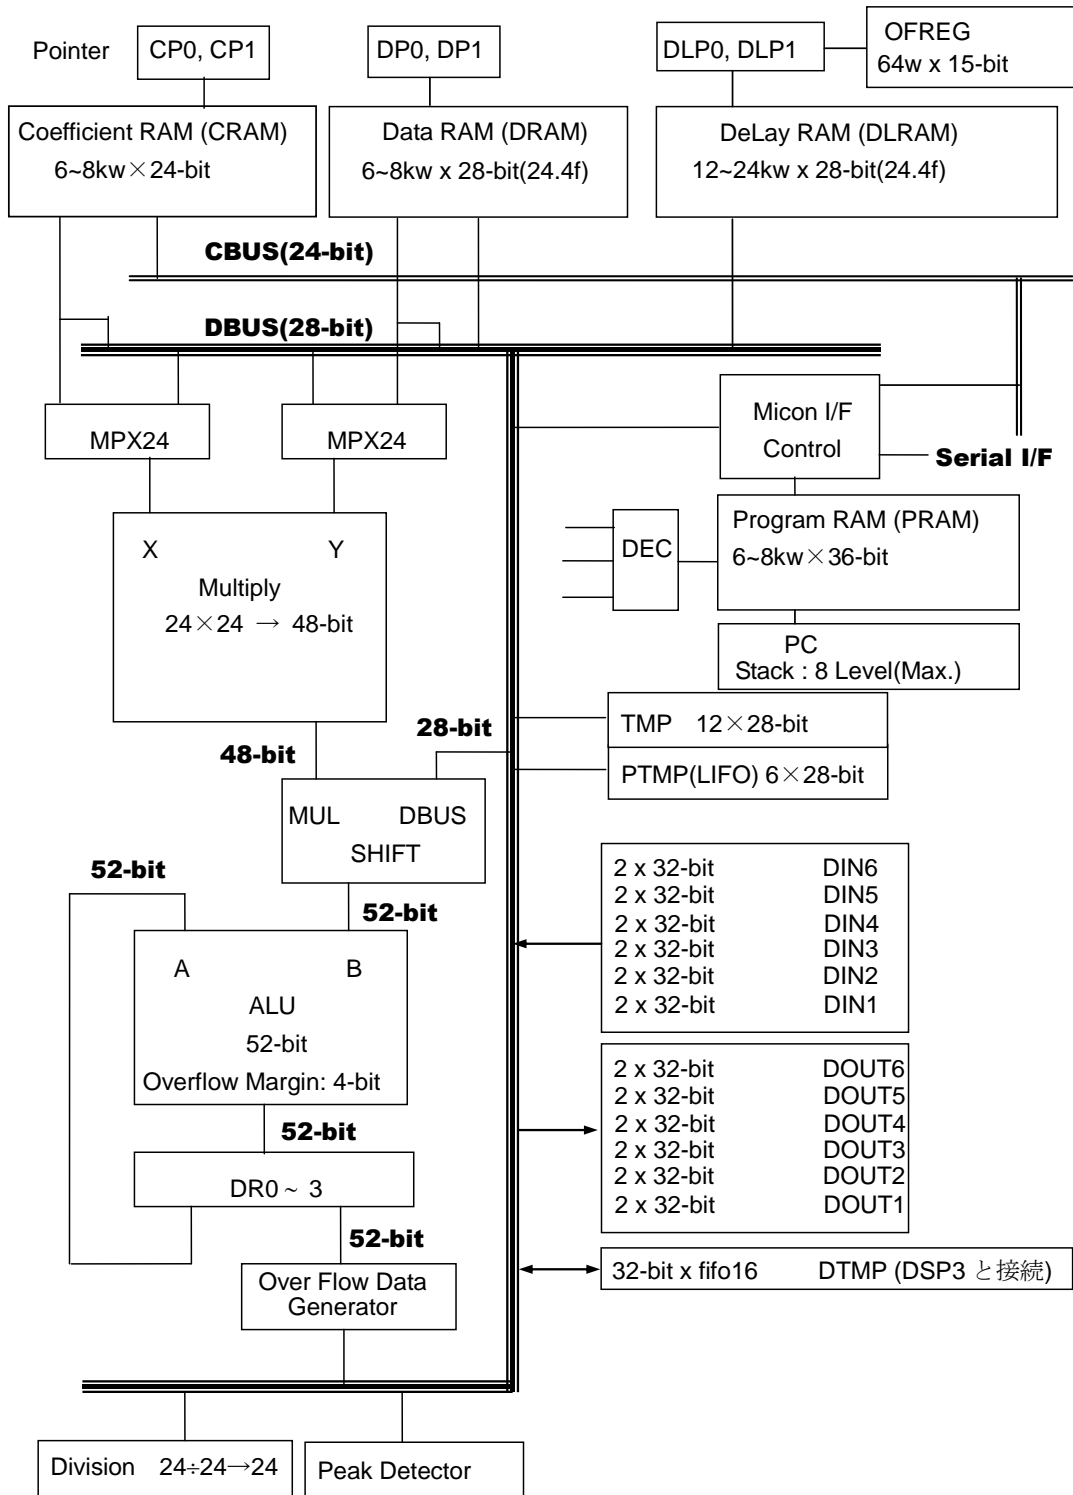 Pointer
CP0, CP1
DP0, DP1
DLP0, DLP1
OFREG
64w x 15-bit
Coefficient RAM (CRAM)
6~8kw×24-bit
Data RAM (DRAM)
6~8kw x 28-bit(24.4f)
DeLay RAM (DLRAM)
12~24kw x 28-bit(24.4f)
CBUS(24-bit)
DBUS(28-bit)
MPX24
MPX24
Micon I/F
Control
Serial I/F
X
Y
Multiply
24×24 → 48-bit
DEC
Program RAM (PRAM)
6~8kw×36-bit
PC
Stack : 8 Level(Max.)
48-bit
28-bit
TMP 12×28-bit
PTMP(LIFO) 6×28-bit
MUL
DBUS
SHIFT
52-bit
52-bit
2 x 32-bit DIN6
2 x 32-bit DIN5
2 x 32-bit DIN4
2 x 32-bit DIN3
2 x 32-bit DIN2
2 x 32-bit DIN1
A
B
ALU
52-bit
Overflow Margin: 4-bit
52-bit
2 x 32-bit DOUT6
2 x 32-bit DOUT5
2 x 32-bit DOUT4
2 x 32-bit DOUT3
2 x 32-bit DOUT2
2 x 32-bit DOUT1
DR0 ~ 3
52-bit
Over Flow Data
Generator
32-bit x fifo16 DTMP (DSP3 と接続)
Division 24÷24→24
Peak Detector